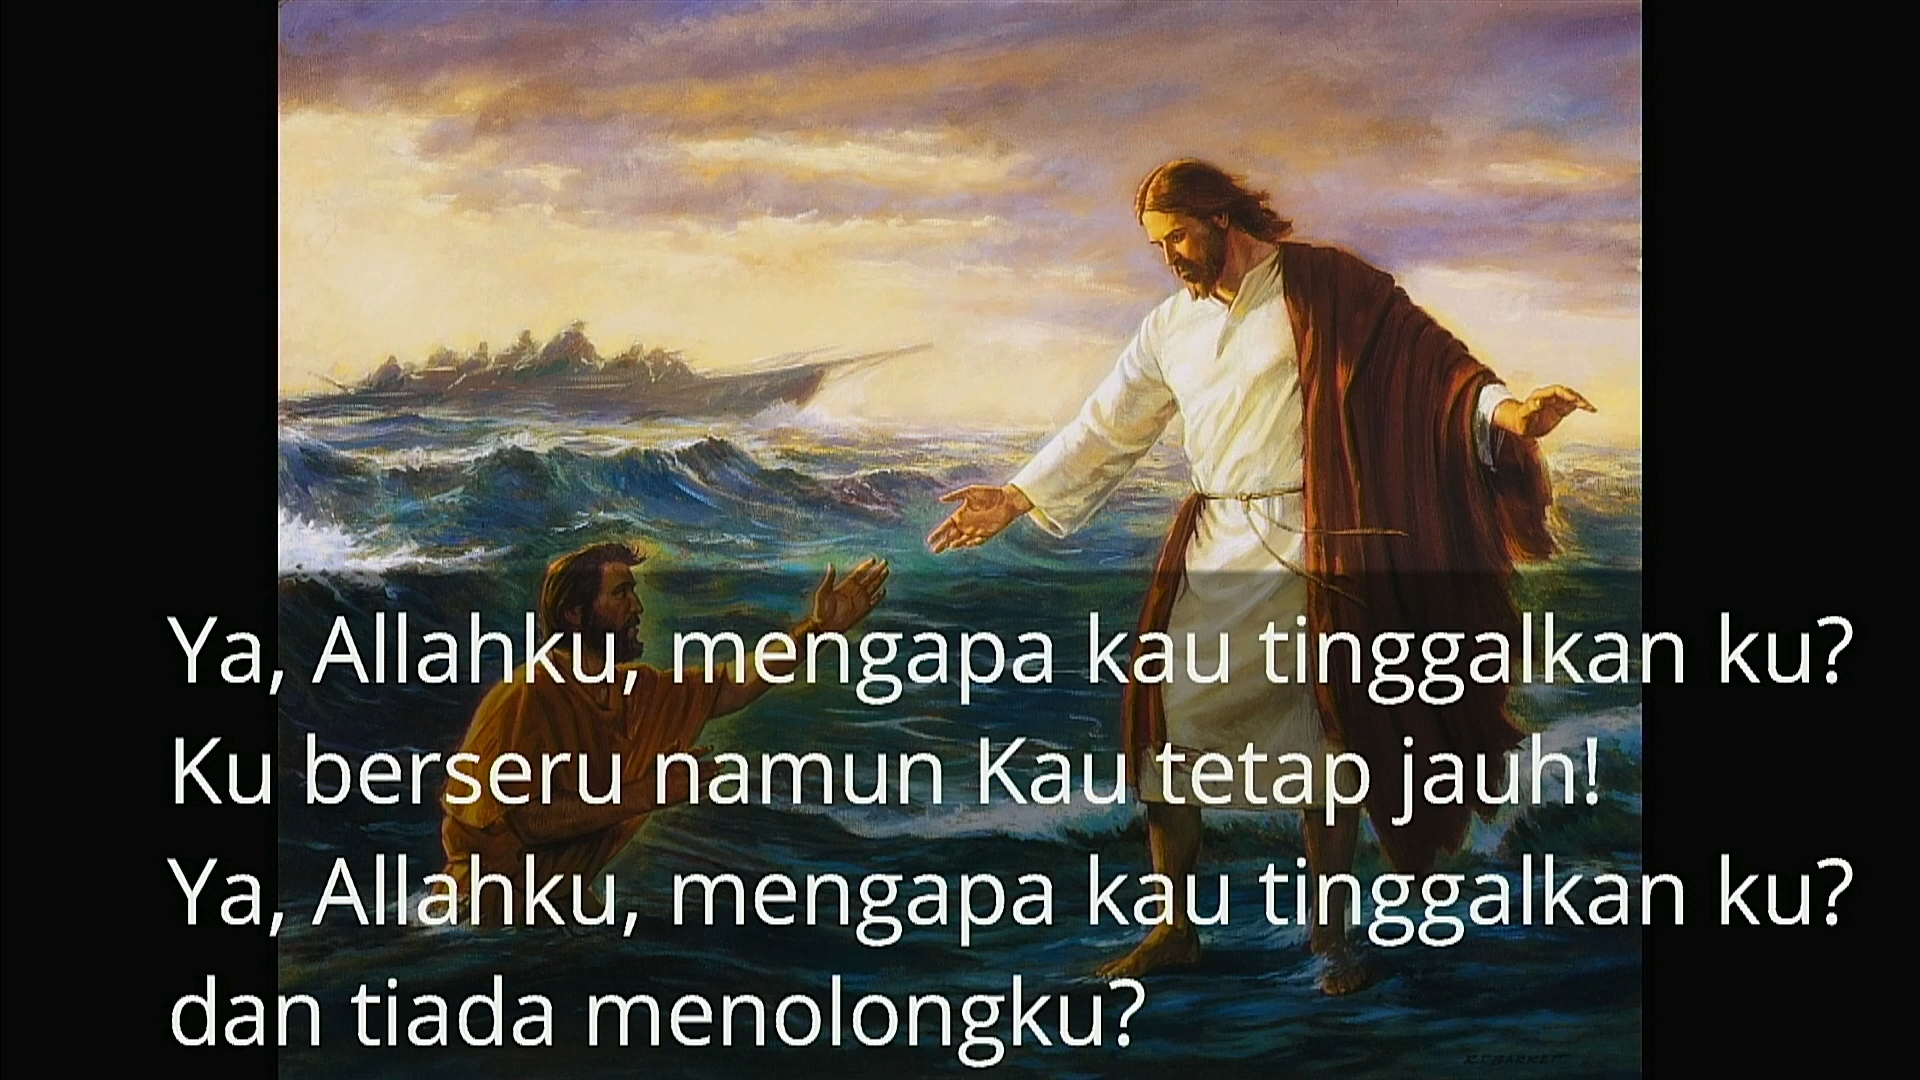 Ya, Allahku, mengapa kau tinggalkan ku?
Ku berseru namun Kau tetap jauh!
Ya, Allahku, mengapa kau tinggalkan ku?
dan tiada menolongku?